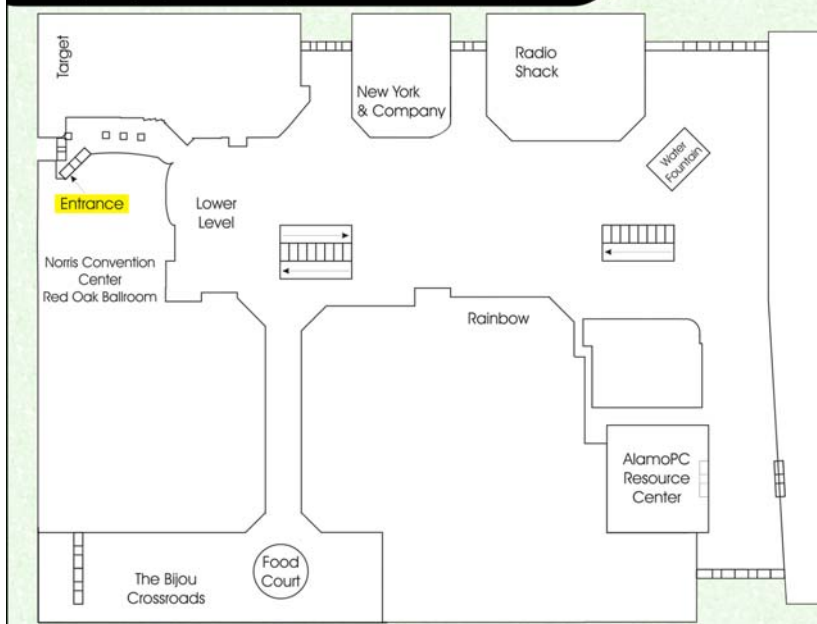 Target
New York
& Company
Radio
Shack
Water
Fountain
Entrance
Lower
Level
Norris Convention
Center
Red Oak Ballroom
Rainbow
AlamoPC
Resource
Center
Food
Court
The Bijou
Crossroads